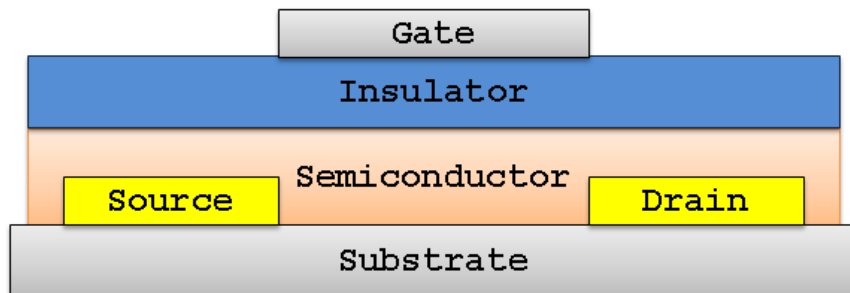 Gate
Insulator
Semiconductor
Source
Drain
Substrate